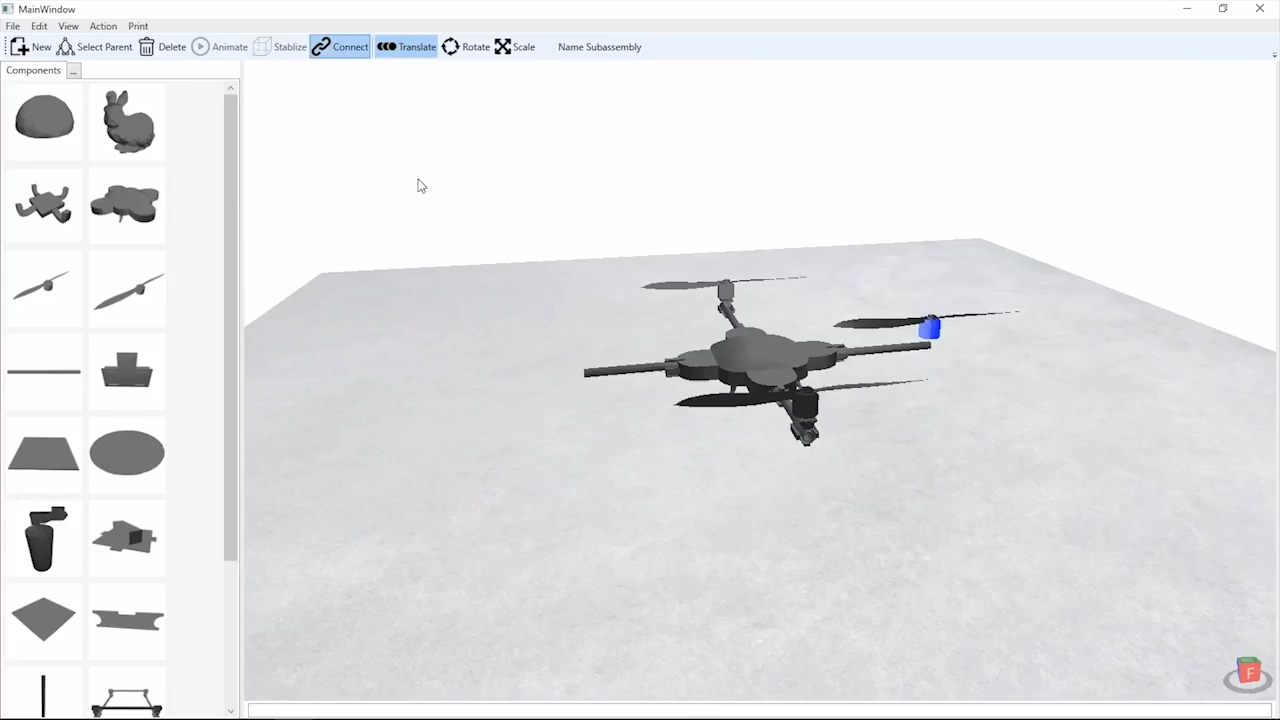 MainWindow
File Edit View Action Print
New Select Parent Delete Animate Stablize Connect Translate Rotate Scale Name Subassembly
Components ...
F